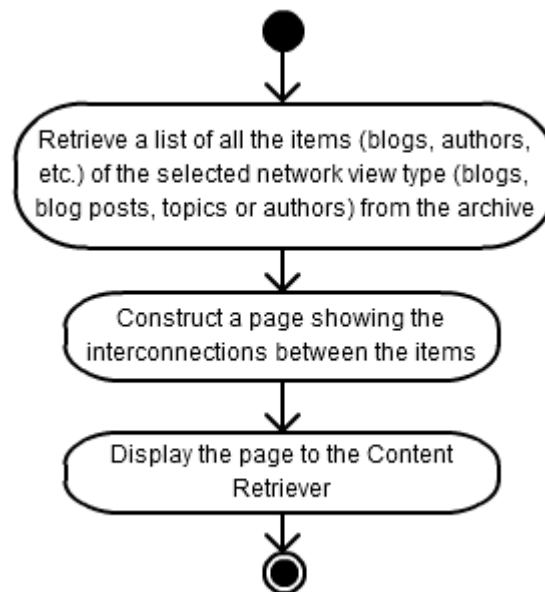 Retrieve a list of all the items (blogs, authors,
etc.) of the selected network view type (blogs,
blog posts, topics or authors) from the archive
Construct a page showing the
interconnections between the items
Display the page to the Content
Retriever